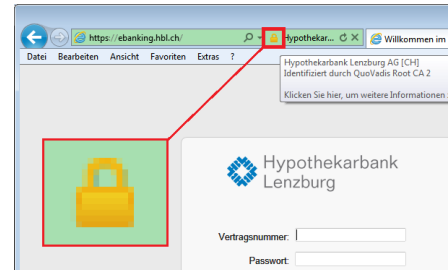 https://ebanking.hbl.ch/
Hypothekar...
Willkommen im
Datei Bearbeiten Ansicht Favoriten Extras ?
Hypothekarbank Lenzburg AG [CH]
Identifiziert durch QuoVadis Root CA 2
Klicken Sie hier, um weitere Informationen
Hypothekarbank
Lenzburg
Vertragsnummer:
Passwort: